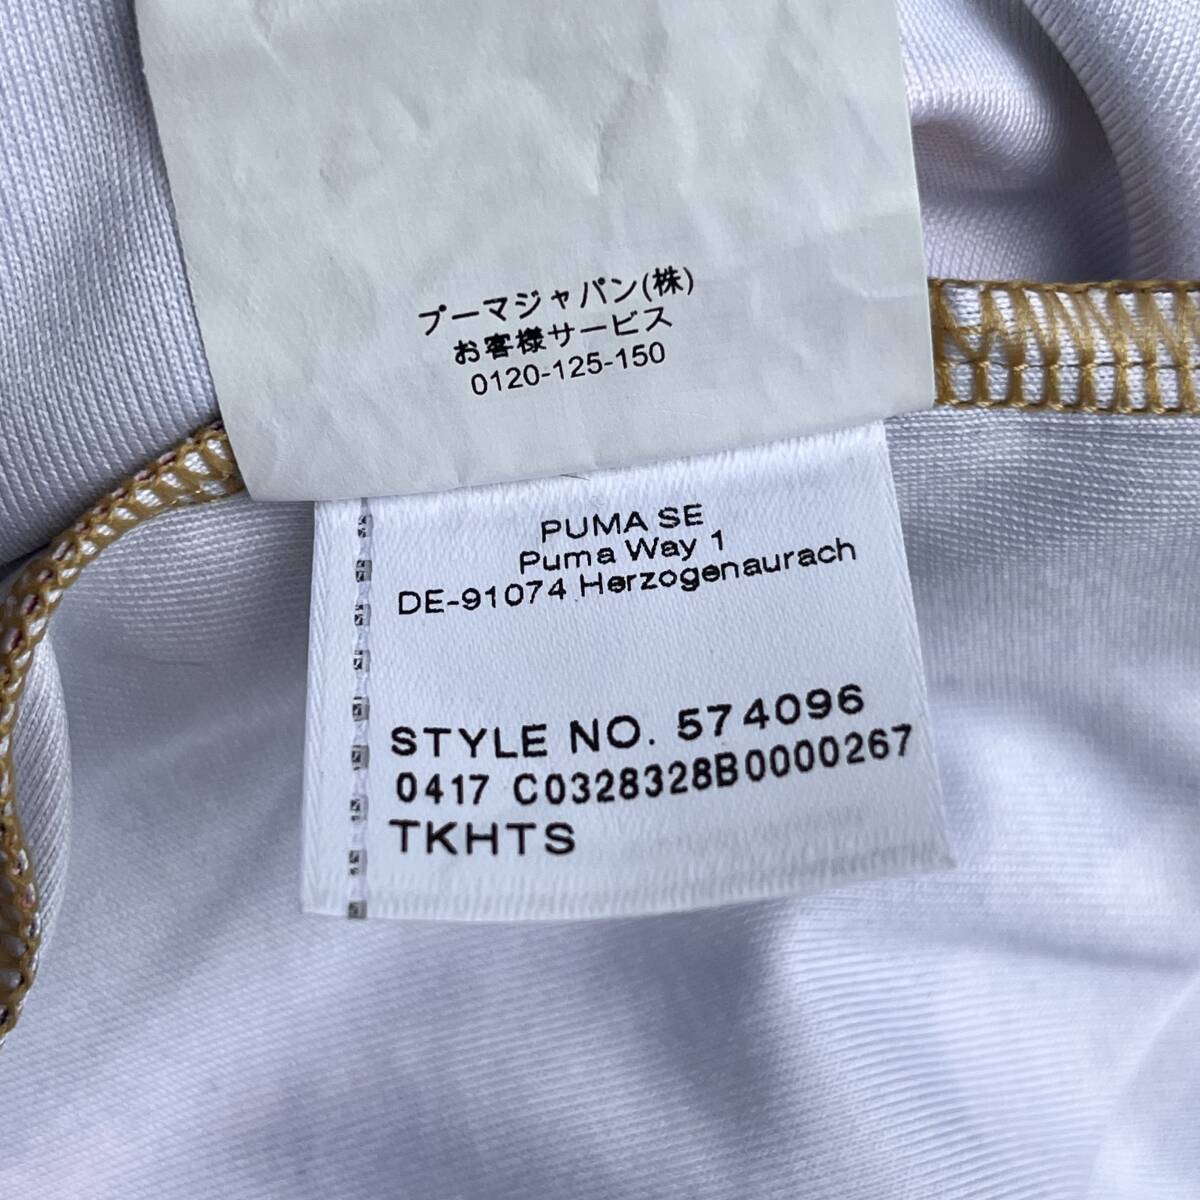 プーマジャパン(株)
お客様サービス
0120-125-150
PUMA SE
Puma Way 1
DE-91074 Herzogenaurach
STYLE NO. 574096
0417 C0328328B0000267
TKHTS